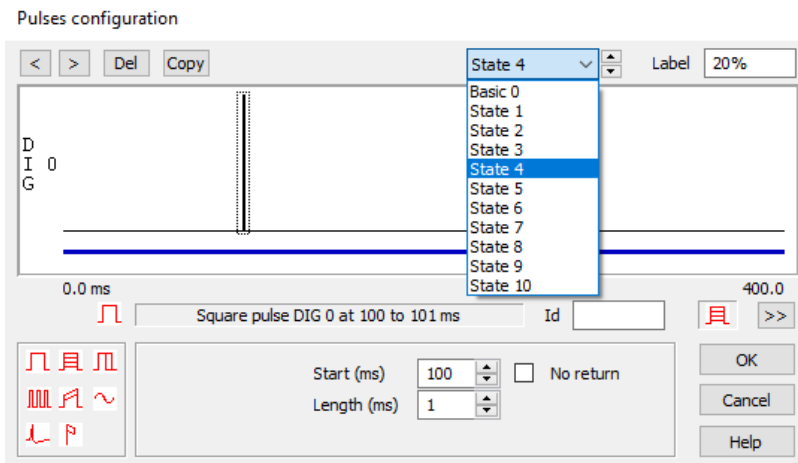 Pulses configuration
< > Del Copy State 4 Label 20%
Basic 0
State 1
State 2
State 3
State 4
State 5
State 6
State 7
State 8
State 9
State 10
D
I 0
G
0.0 ms 400.0
Square pulse DIG 0 at 100 to 101 ms Id >>
Start (ms) 100 No return
Length (ms) 1
OK
Cancel
Help